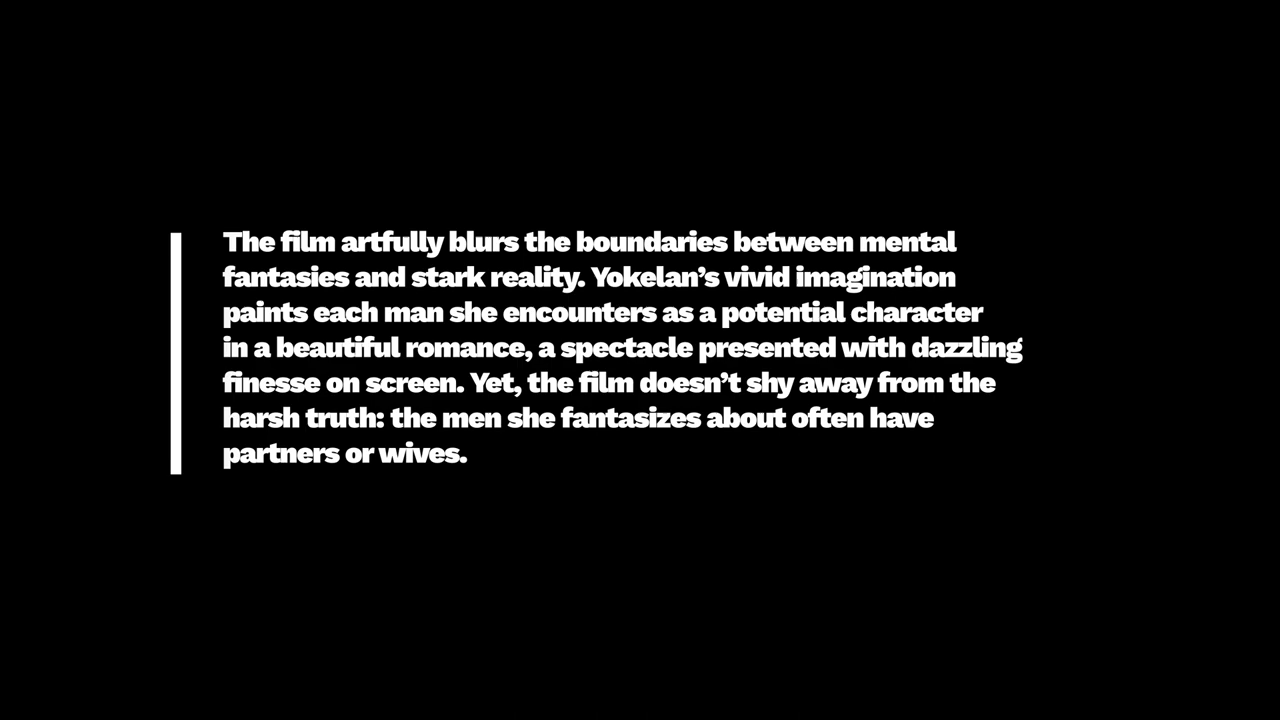 The film artfully blurs the boundaries between mental
fantasies and stark reality. Yokelan’s vivid imagination
paints each man she encounters as a potential character
in a beautiful romance, a spectacle presented with dazzling
finesse on screen. Yet, the film doesn’t shy away from the
harsh truth: the men she fantasizes about often have
partners or wives.